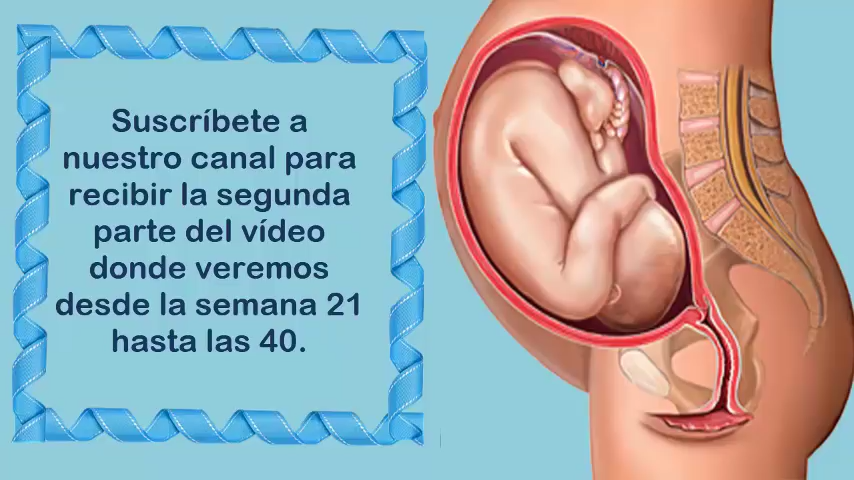 Suscríbete a
nuestro canal para
recibir la segunda
parte del vídeo
donde veremos
desde la semana 21
hasta las 40.